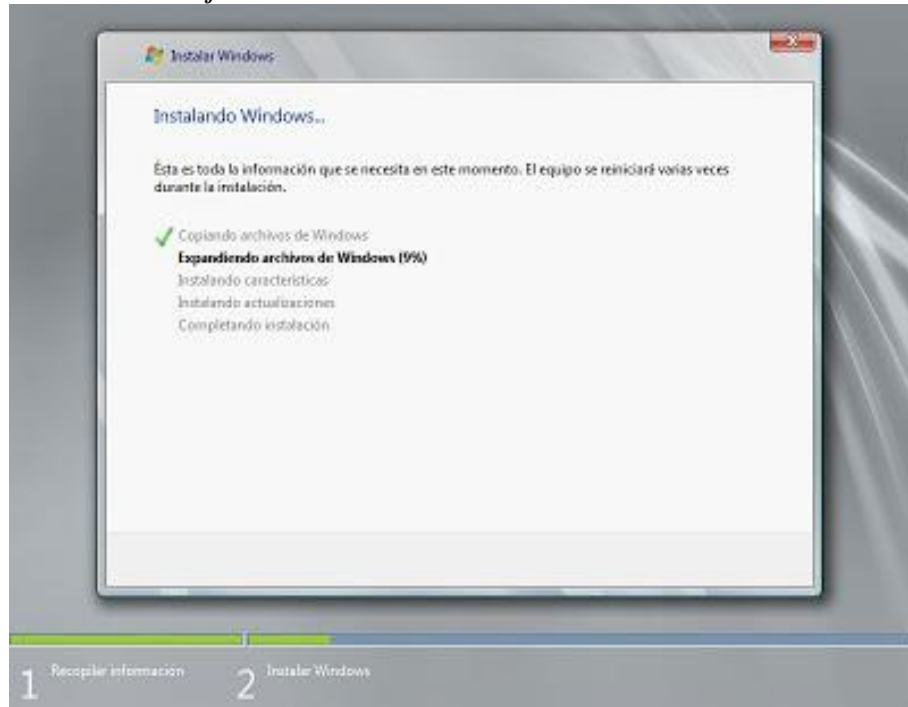 Instalar Windows
Instalando Windows...
Ésta es toda la información que se necesita en este momento. El equipo se reiniciará varias veces
durante la instalación.
Copiando archivos de Windows
Expandiendo archivos de Windows (9%)
Instalando características
Instalando actualizaciones
Completando instalación
1 Recopilar información
2 Instalar Windows